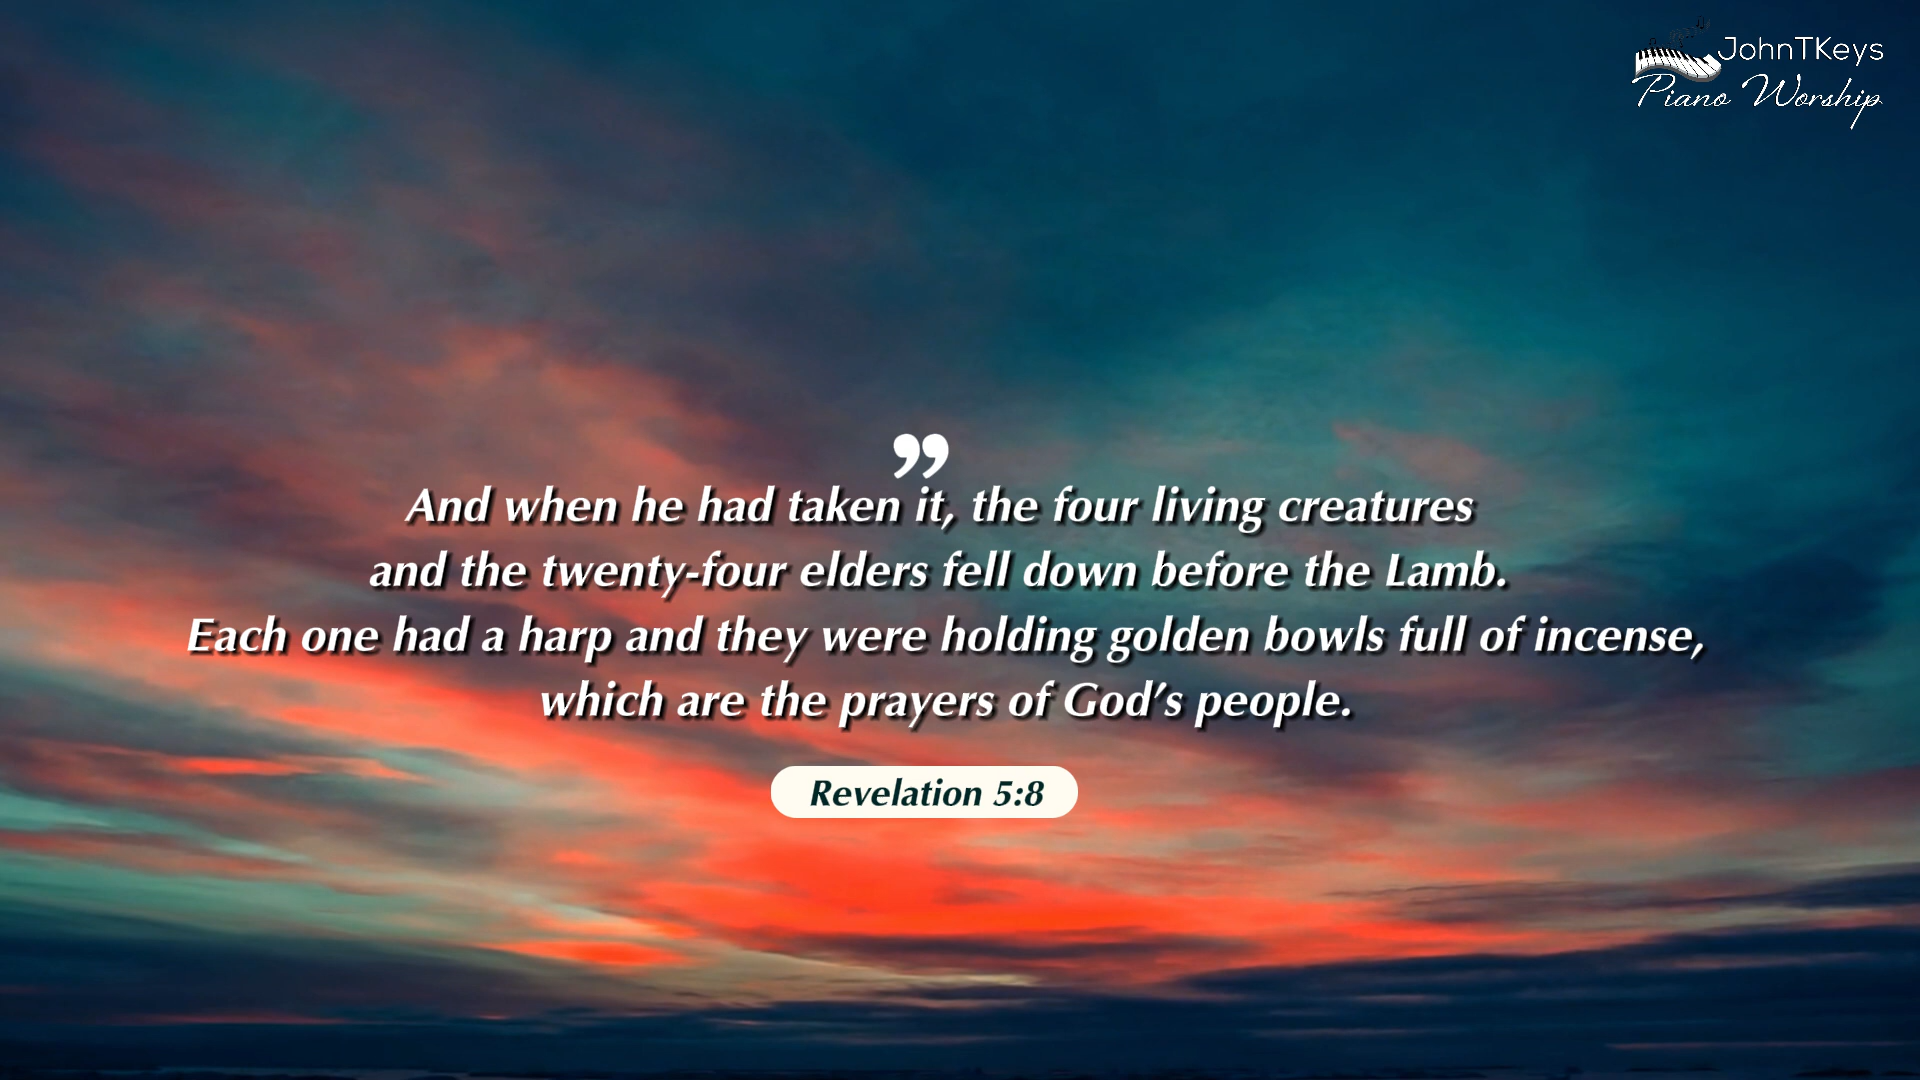 JohnTKeys
Piano Worship
”
And when he had taken it, the four living creatures
and the twenty-four elders fell down before the Lamb.
Each one had a harp and they were holding golden bowls full of incense,
which are the prayers of God’s people.
Revelation 5:8